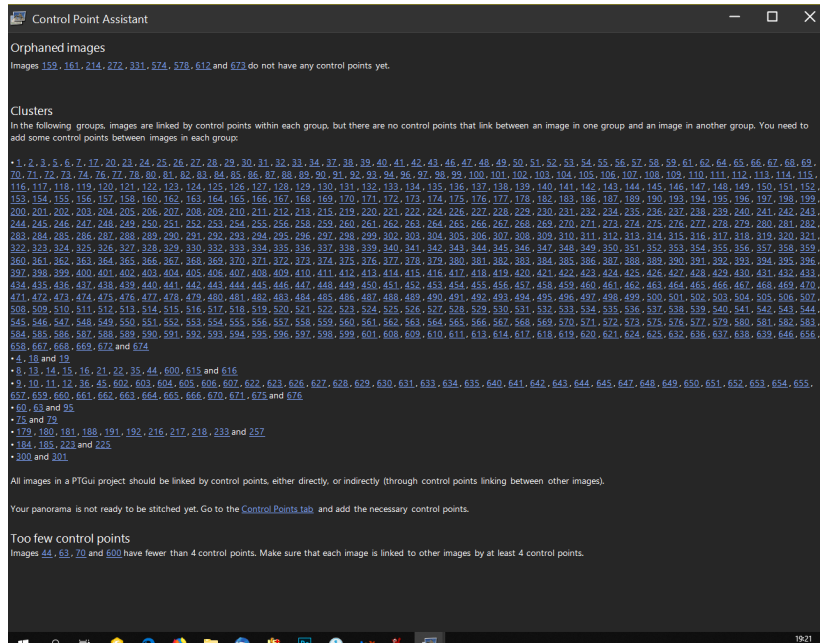 Control Point Assistant
Orphaned images
Images 159 , 161 , 214 , 272 , 331 , 574 , 578 , 612 and 673 do not have any control points yet.
Clusters
In the following groups, images are linked by control points within each group, but there are no control points that link between an image in one group and an image in another group. You need to
add some control points between images in each group:
• 1 , 2 , 3 , 5 , 6 , 7 , 17 , 20 , 23 , 24 , 25 , 26 , 27 , 28 , 29 , 30 , 31 , 32 , 33 , 34 , 37 , 38 , 39 , 40 , 41 , 42 , 43 , 46 , 47 , 48 , 49 , 50 , 51 , 52 , 53 , 54 , 55 , 56 , 57 , 58 , 59 , 61 , 62 , 64 , 65 , 66 , 67 , 68 , 69 ,
70 , 71 , 72 , 73 , 74 , 76 , 77 , 78 , 80 , 81 , 82 , 83 , 84 , 85 , 86 , 87 , 88 , 89 , 90 , 91 , 92 , 93 , 94 , 96 , 97 , 98 , 99 , 100 , 101 , 102 , 103 , 104 , 105 , 106 , 107 , 108 , 109 , 110 , 111 , 112 , 113 , 114 , 115 ,
116 , 117 , 118 , 119 , 120 , 121 , 122 , 123 , 124 , 125 , 126 , 127 , 128 , 129 , 130 , 131 , 132 , 133 , 134 , 135 , 136 , 137 , 138 , 139 , 140 , 141 , 142 , 143 , 144 , 145 , 146 , 147 , 148 , 149 , 150 , 151 , 152 ,
153 , 154 , 155 , 156 , 157 , 158 , 160 , 162 , 163 , 164 , 165 , 166 , 167 , 168 , 169 , 170 , 171 , 172 , 173 , 174 , 175 , 176 , 177 , 178 , 182 , 183 , 186 , 187 , 189 , 190 , 193 , 194 , 195 , 196 , 197 , 198 , 199 ,
200 , 201 , 202 , 203 , 204 , 205 , 206 , 207 , 208 , 209 , 210 , 211 , 212 , 213 , 215 , 219 , 220 , 221 , 222 , 224 , 226 , 227 , 228 , 229 , 230 , 231 , 232 , 234 , 235 , 236 , 237 , 238 , 239 , 240 , 241 , 242 , 243 ,
244 , 245 , 246 , 247 , 248 , 249 , 250 , 251 , 252 , 253 , 254 , 255 , 256 , 258 , 259 , 260 , 261 , 262 , 263 , 264 , 265 , 266 , 267 , 268 , 269 , 270 , 271 , 273 , 274 , 275 , 276 , 277 , 278 , 279 , 280 , 281 , 282 ,
283 , 284 , 285 , 286 , 287 , 288 , 289 , 290 , 291 , 292 , 293 , 294 , 295 , 296 , 297 , 298 , 299 , 302 , 303 , 304 , 305 , 306 , 307 , 308 , 309 , 310 , 311 , 312 , 313 , 314 , 315 , 316 , 317 , 318 , 319 , 320 , 321 ,
322 , 323 , 324 , 325 , 326 , 327 , 328 , 329 , 330 , 332 , 333 , 334 , 335 , 336 , 337 , 338 , 339 , 340 , 341 , 342 , 343 , 344 , 345 , 346 , 347 , 348 , 349 , 350 , 351 , 352 , 353 , 354 , 355 , 356 , 357 , 358 , 359 ,
360 , 361 , 362 , 363 , 364 , 365 , 366 , 367 , 368 , 369 , 370 , 371 , 372 , 373 , 374 , 375 , 376 , 377 , 378 , 379 , 380 , 381 , 382 , 383 , 384 , 385 , 386 , 387 , 388 , 389 , 390 , 391 , 392 , 393 , 394 , 395 , 396 ,
397 , 398 , 399 , 400 , 401 , 402 , 403 , 404 , 405 , 406 , 407 , 408 , 409 , 410 , 411 , 412 , 413 , 414 , 415 , 416 , 417 , 418 , 419 , 420 , 421 , 422 , 423 , 424 , 425 , 426 , 427 , 428 , 429 , 430 , 431 , 432 , 433 ,
434 , 435 , 436 , 437 , 438 , 439 , 440 , 441 , 442 , 443 , 444 , 445 , 446 , 447 , 448 , 449 , 450 , 451 , 452 , 453 , 454 , 455 , 456 , 457 , 458 , 459 , 460 , 461 , 462 , 463 , 464 , 465 , 466 , 467 , 468 , 469 , 470 ,
471 , 472 , 473 , 474 , 475 , 476 , 477 , 478 , 479 , 480 , 481 , 482 , 483 , 484 , 485 , 486 , 487 , 488 , 489 , 490 , 491 , 492 , 493 , 494 , 495 , 496 , 497 , 498 , 499 , 500 , 501 , 502 , 503 , 504 , 505 , 506 , 507 ,
508 , 509 , 510 , 511 , 512 , 513 , 514 , 515 , 516 , 517 , 518 , 519 , 520 , 521 , 522 , 523 , 524 , 525 , 526 , 527 , 528 , 529 , 530 , 531 , 532 , 533 , 534 , 535 , 536 , 537 , 538 , 539 , 540 , 541 , 542 , 543 , 544 ,
545 , 546 , 547 , 548 , 549 , 550 , 551 , 552 , 553 , 554 , 555 , 556 , 557 , 558 , 559 , 560 , 561 , 562 , 563 , 564 , 565 , 566 , 567 , 568 , 569 , 570 , 571 , 572 , 573 , 575 , 576 , 577 , 579 , 580 , 581 , 582 , 583 ,
584 , 585 , 586 , 587 , 588 , 589 , 590 , 591 , 592 , 593 , 594 , 595 , 596 , 597 , 598 , 599 , 601 , 608 , 609 , 610 , 611 , 613 , 614 , 617 , 618 , 619 , 620 , 621 , 624 , 625 , 632 , 636 , 637 , 638 , 639 , 646 , 656 ,
658 , 667 , 668 , 669 , 672 and 674
• 4 , 18 and 19
• 8 , 13 , 14 , 15 , 16 , 21 , 22 , 35 , 44 , 600 , 615 and 616
• 9 , 10 , 11 , 12 , 36 , 45 , 602 , 603 , 604 , 605 , 606 , 607 , 622 , 623 , 626 , 627 , 628 , 629 , 630 , 631 , 633 , 634 , 635 , 640 , 641 , 642 , 643 , 644 , 645 , 647 , 648 , 649 , 650 , 651 , 652 , 653 , 654 , 655 ,
657 , 659 , 660 , 661 , 662 , 663 , 664 , 665 , 666 , 670 , 671 , 675 and 676
• 60 , 63 and 95
• 75 and 79
• 179 , 180 , 181 , 188 , 191 , 192 , 216 , 217 , 218 , 233 and 257
• 184 , 185 , 223 and 225
• 300 and 301
All images in a PTGui project should be linked by control points, either directly, or indirectly (through control points linking between other images).
Your panorama is not ready to be stitched yet. Go to the Control Points tab and add the necessary control points.
Too few control points
Images 44 , 63 , 70 and 600 have fewer than 4 control points. Make sure that each image is linked to other images by at least 4 control points.
19:21